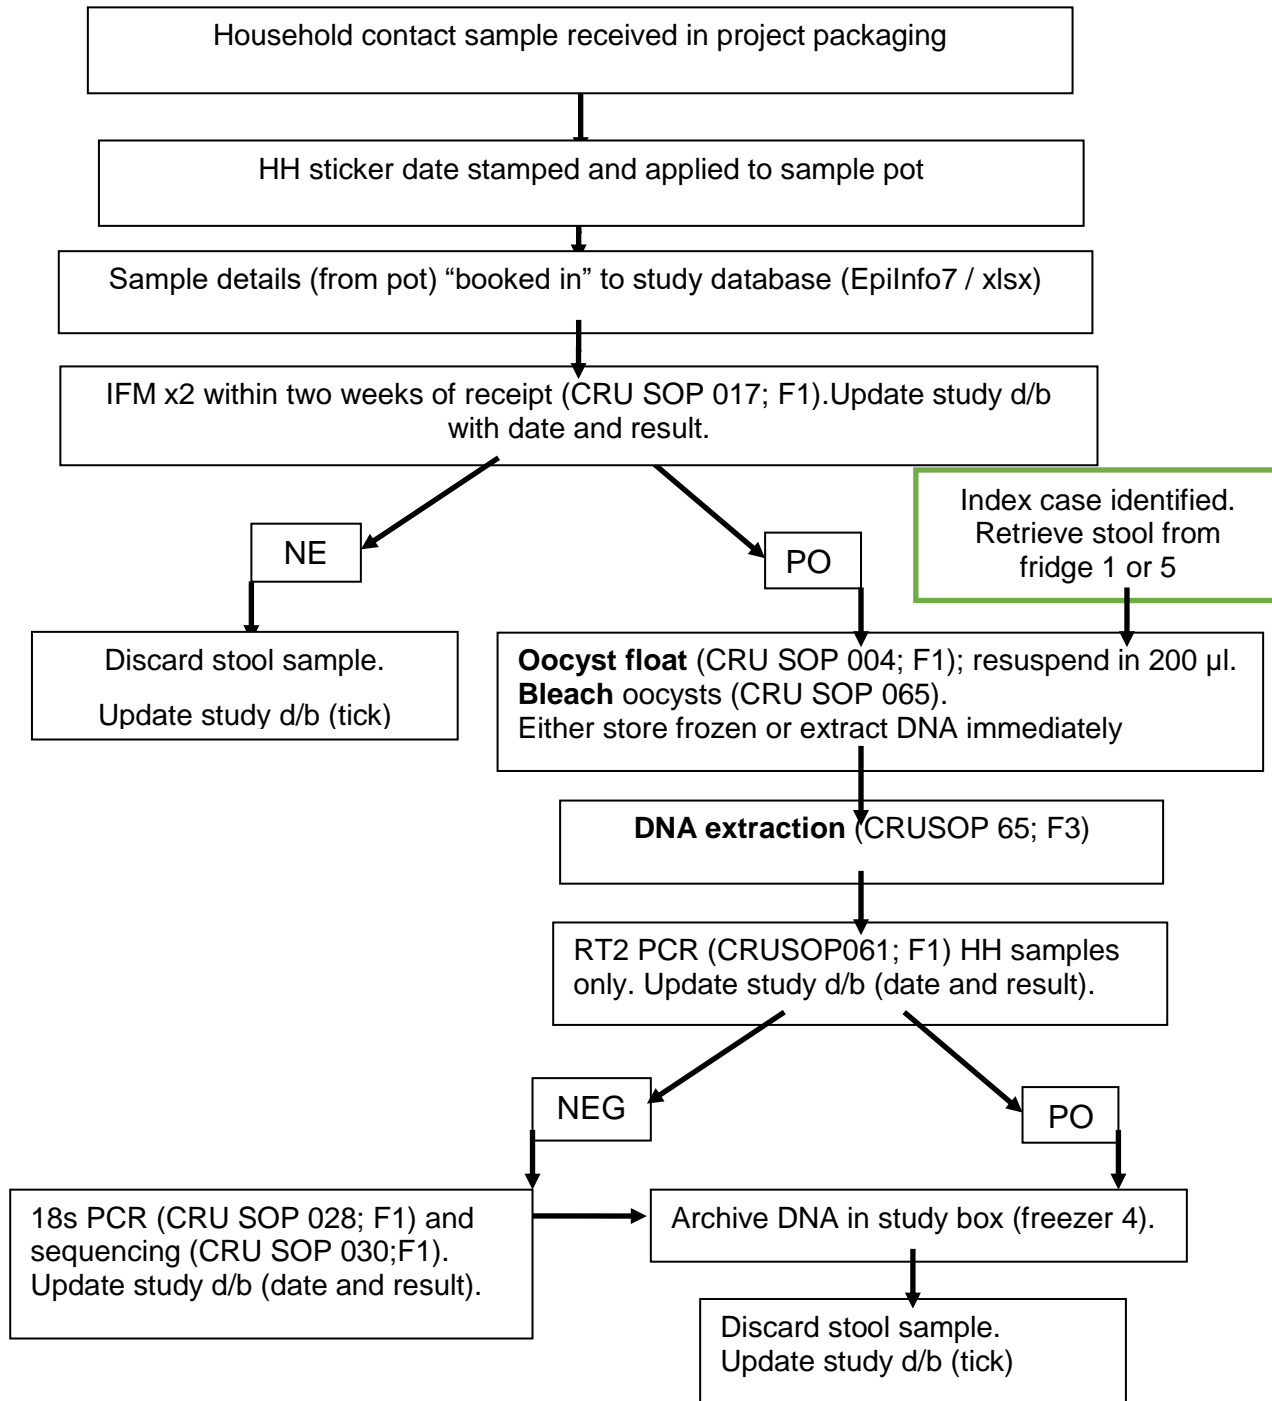 Household contact sample received in project packaging
HH sticker date stamped and applied to sample pot
Sample details (from pot) “booked in” to study database (EpiInfo7 / xlsx)
IFM x2 within two weeks of receipt (CRU SOP 017; F1).Update study d/b
with date and result.
Index case identified.
Retrieve stool from
fridge 1 or 5
NE
PO
Discard stool sample.
Update study d/b (tick)
Oocyst float (CRU SOP 004; F1); resuspend in 200 µl.
Bleach oocysts (CRU SOP 065).
Either store frozen or extract DNA immediately
DNA extraction (CRUSOP 65; F3)
RT2 PCR (CRUSOP061; F1) HH samples
only. Update study d/b (date and result).
NEG
PO
18s PCR (CRU SOP 028; F1) and
sequencing (CRU SOP 030;F1).
Update study d/b (date and result).
Archive DNA in study box (freezer 4).
Discard stool sample.
Update study d/b (tick)